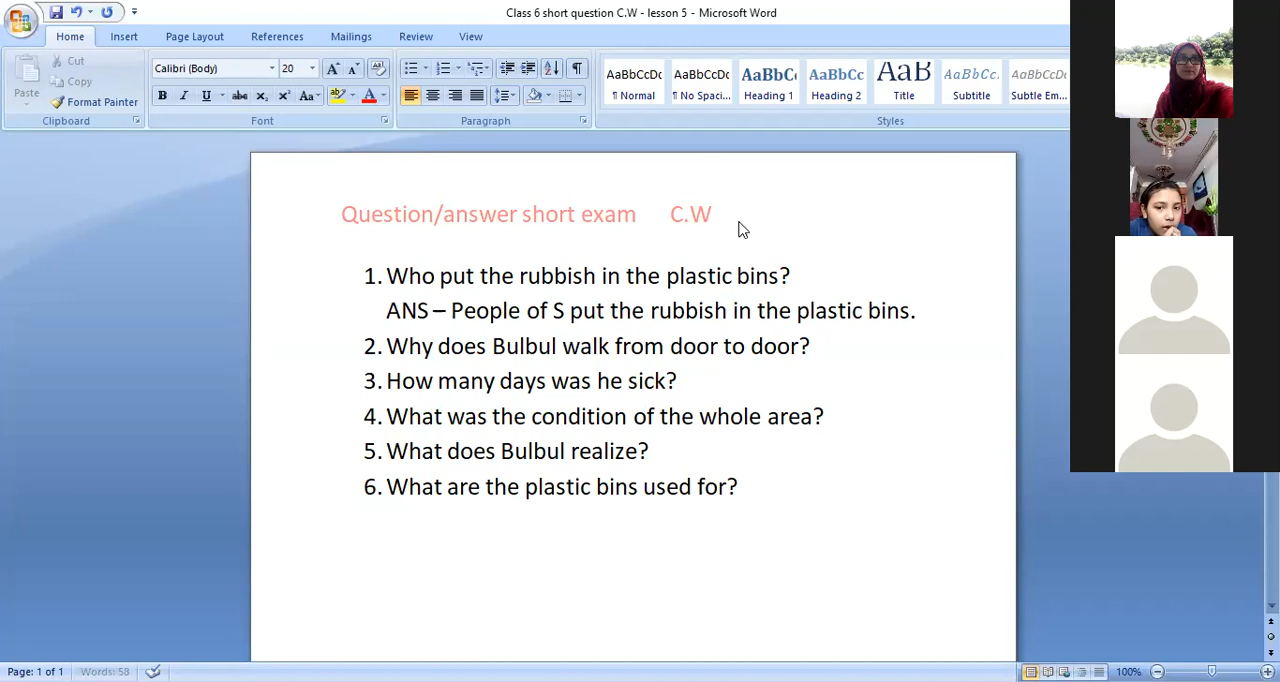 Class 6 short question C.W - lesson 5 - Microsoft Word
Home Insert Page Layout References Mailings Review View
Cut
Copy
Paste
Format Painter
Calibri (Body) 20
AaBbCcDc AaBbCcDc AaBbC AaBbCc AaB AaBbCc. AaBbCcDc
¶ Normal ¶ No Spaci... Heading 1 Heading 2 Title Subtitle Subtle Em...
Clipboard Font Paragraph Styles
Question/answer short exam C.W
1. Who put the rubbish in the plastic bins?
ANS – People of S put the rubbish in the plastic bins.
2. Why does Bulbul walk from door to door?
3. How many days was he sick?
4. What was the condition of the whole area?
5. What does Bulbul realize?
6. What are the plastic bins used for?
Page: 1 of 1 Words: 58 100%